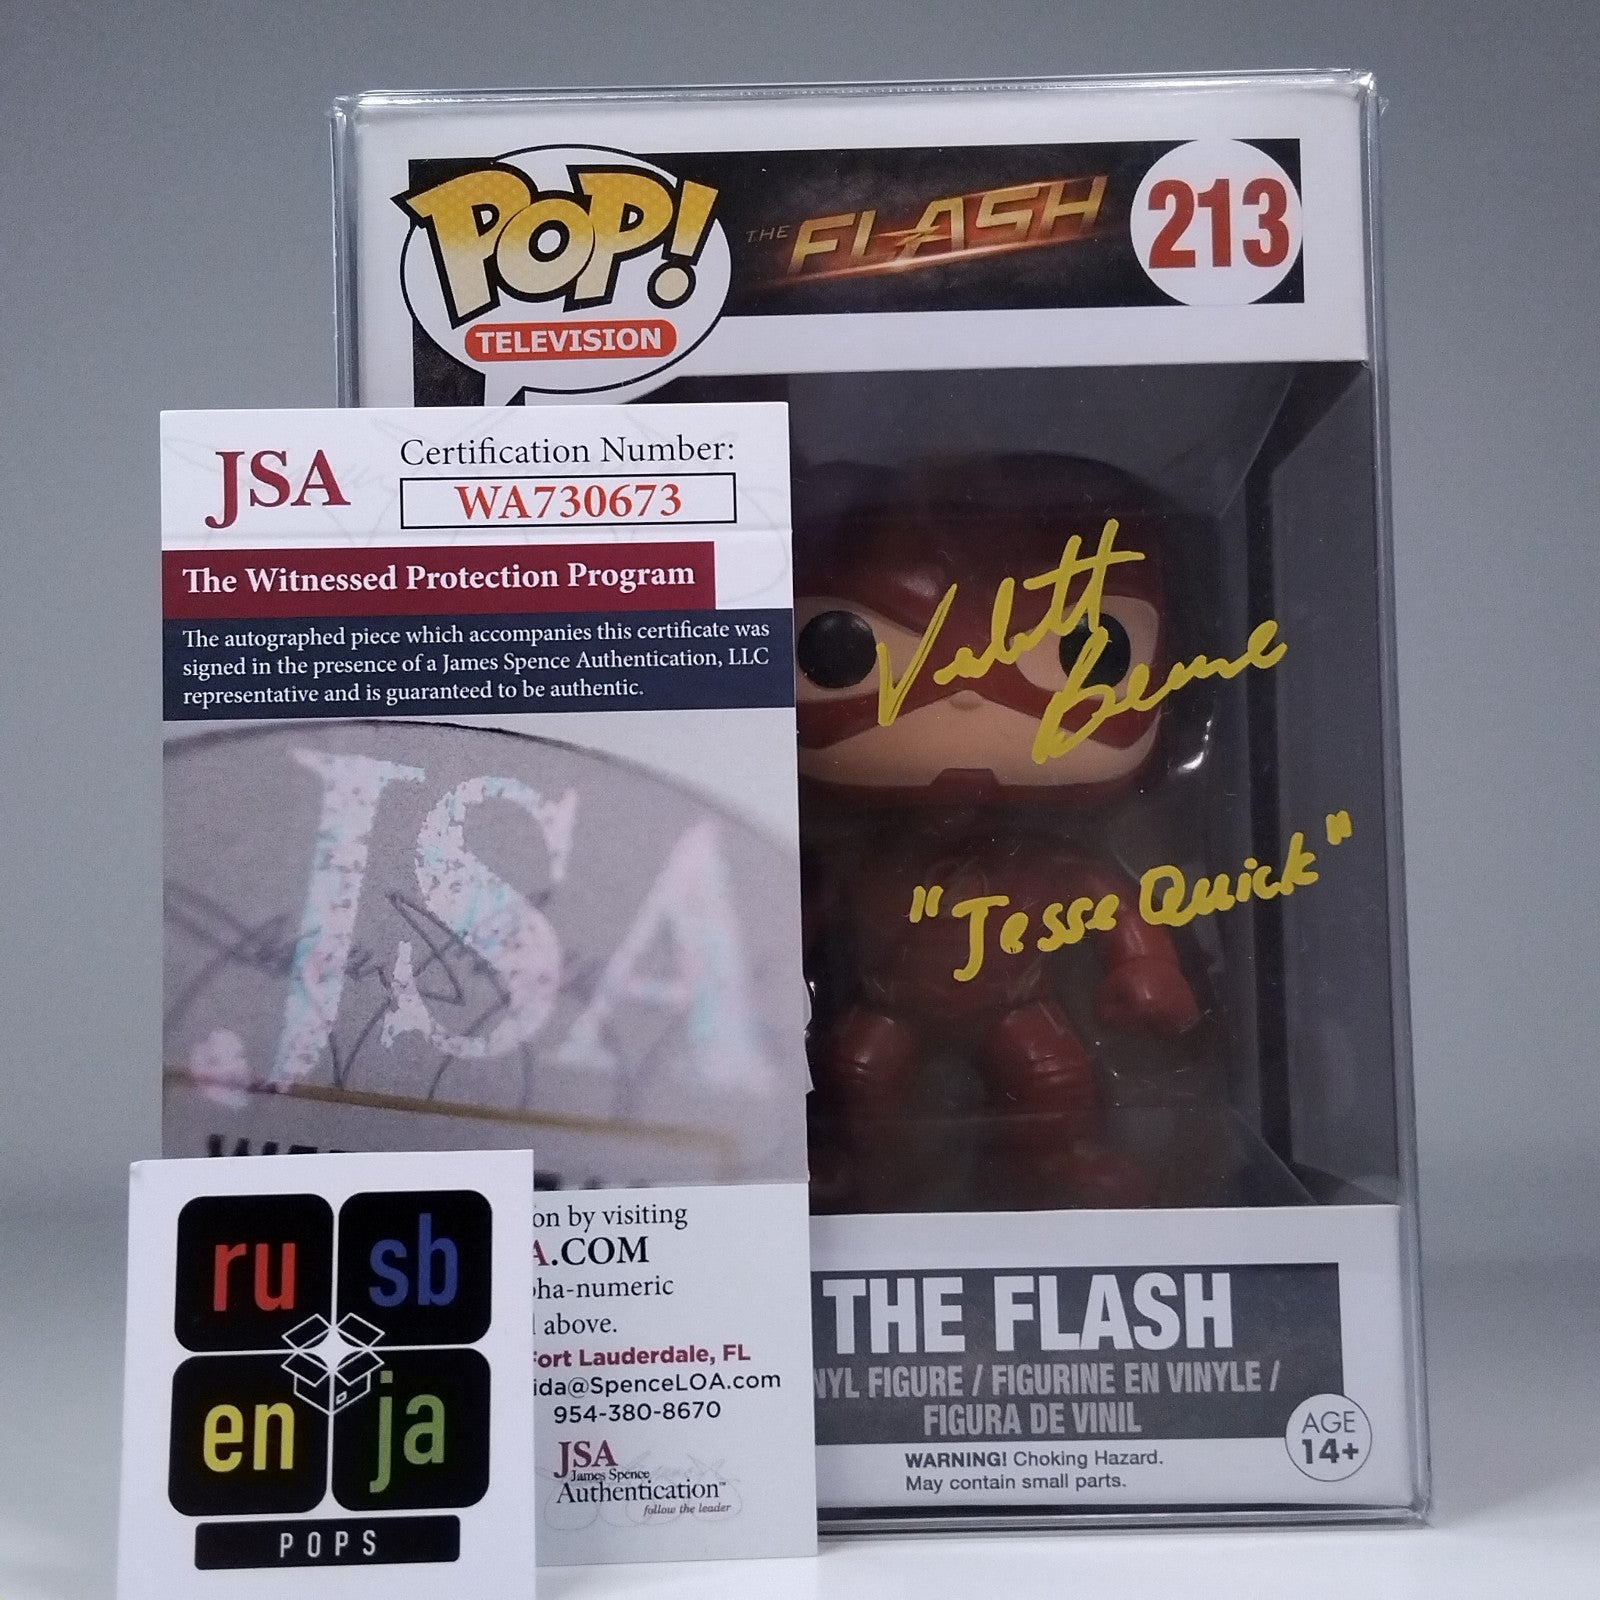 POP!
TELEVISION
THE FLASH
213
JSA
Certification Number:
WA730673
The Witnessed Protection Program
The autographed piece which accompanies this certificate was
signed in the presence of a James Spence Authentication, LLC
representative and is guaranteed to be authentic.
JSA
"Jesse Quick"
on by visiting
A.COM
ha-numeric
above.
ort Lauderdale, FL
ida@SpenceLOA.com
954-380-8670
JSA
James Spence
Authentication™
follow the leader
ru sb
en ja
POPS
THE FLASH
NYL FIGURE / FIGURINE EN VINYLE /
FIGURA DE VINIL
WARNING! Choking Hazard.
May contain small parts.
AGE
14+